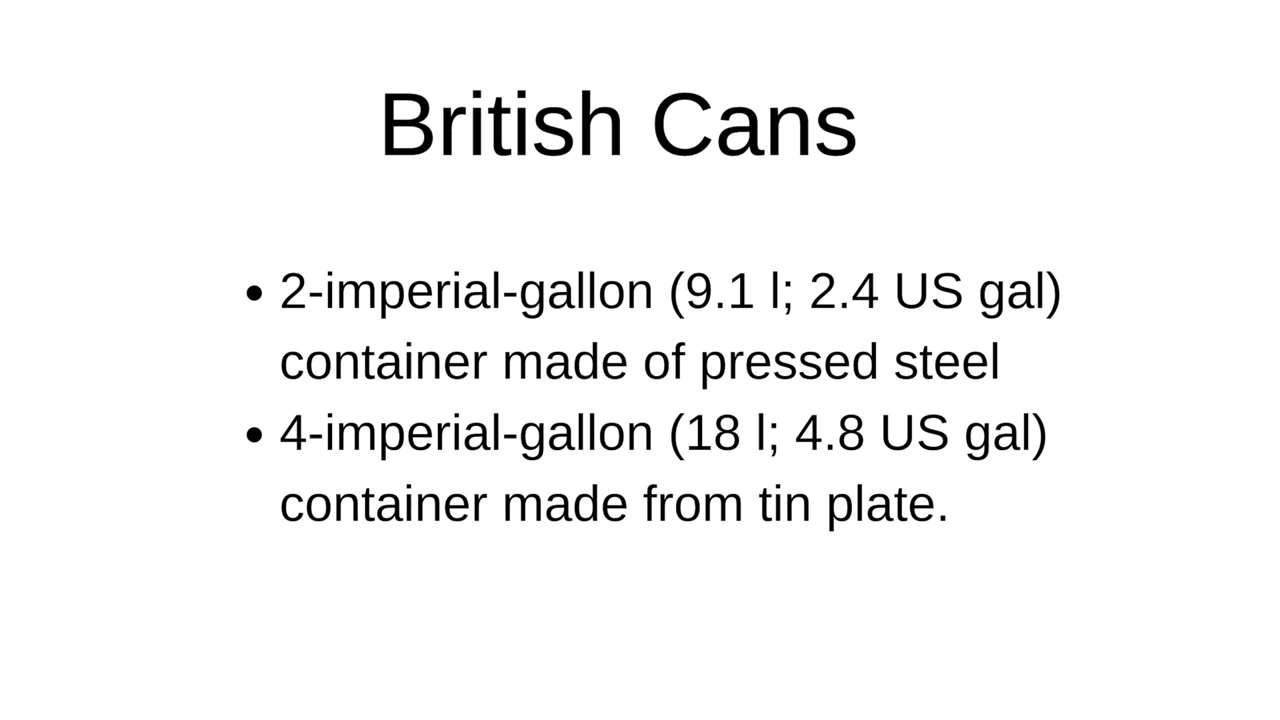 British Cans
• 2-imperial-gallon (9.1 l; 2.4 US gal)
container made of pressed steel
• 4-imperial-gallon (18 l; 4.8 US gal)
container made from tin plate.